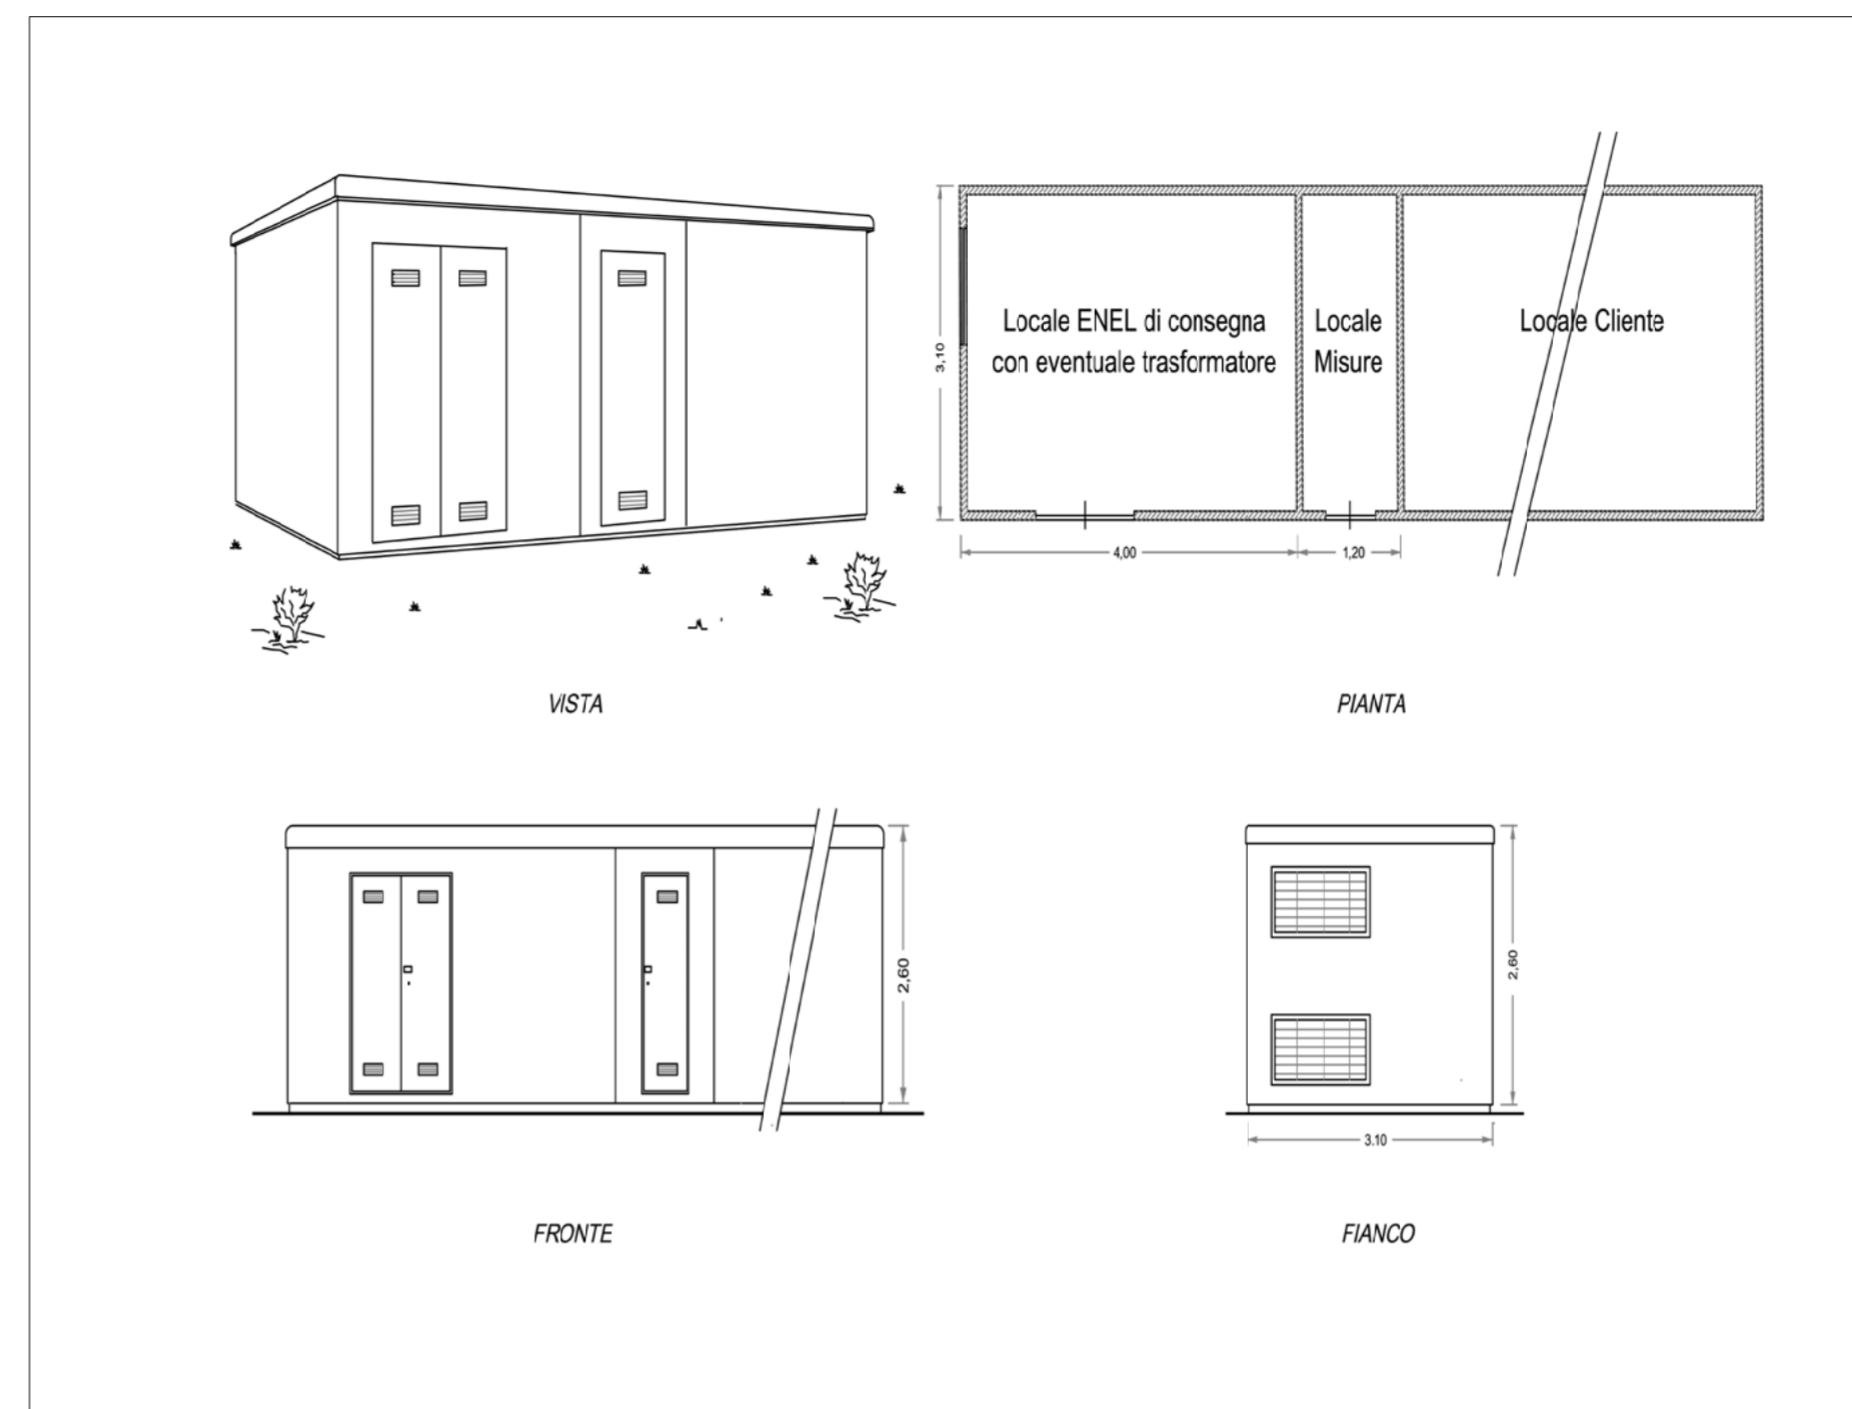 3,10
Locale ENEL di consegna
con eventuale trasformatore
Locale
Misure
Locale Cliente
4,00
1,20
VISTA
PIANTA
2,60
2,60
3.10
FRONTE
FIANCO